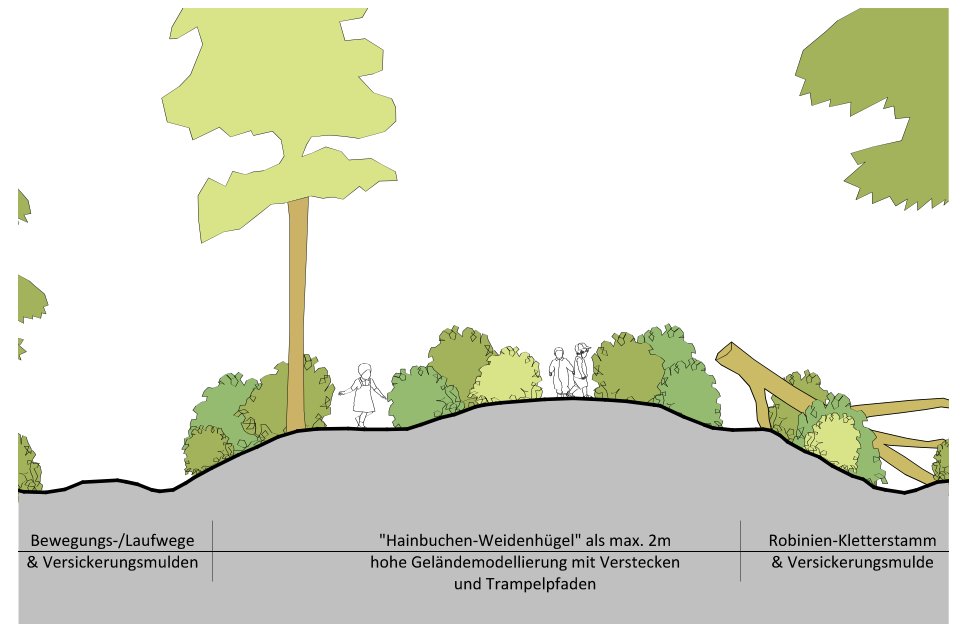 Bewegungs-/Laufwege
& Versickerungsmulden
"Hainbuchen-Weidenhügel" als max. 2m
hohe Geländemodellierung mit Verstecken
und Trampelpfaden
Robinien-Kletterstamm
& Versickerungsmulde